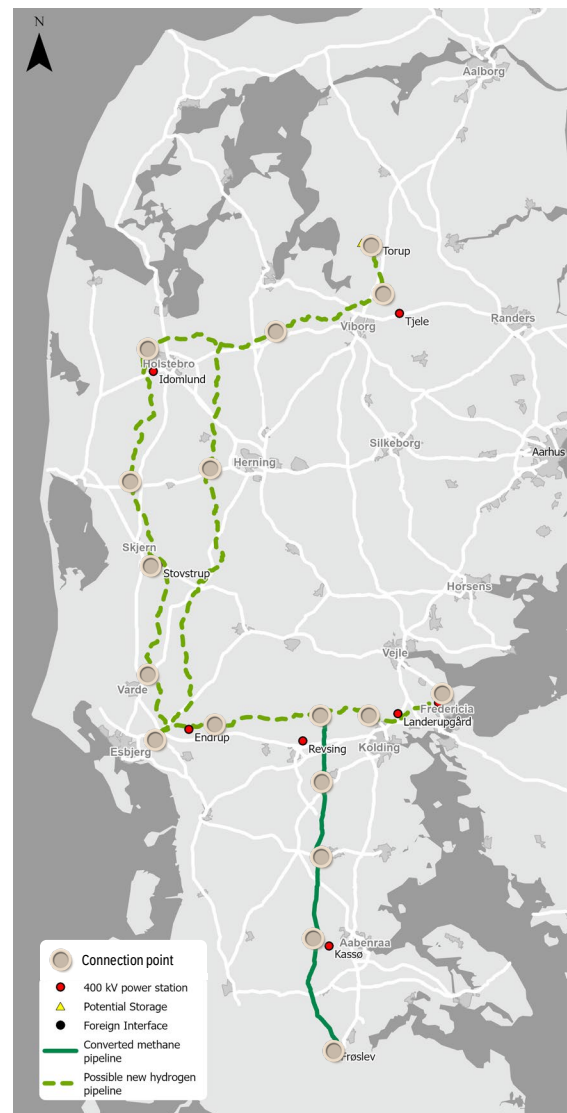 N
Aalborg
Torup
Tjele
Viborg
Randers
Holstebro
Idomlund
Silkeborg
Herning
Aarhus
Skjern
Stovstrup
Horsens
Vejle
Varde
Fredericia
Landerupgård
Endrup
Esbjerg
Revsing
Kolding
Aabenraa
Kassø
Frøslev
Connection point
400 kV power station
Potential Storage
Foreign Interface
Converted methane
pipeline
Possible new hydrogen
pipeline